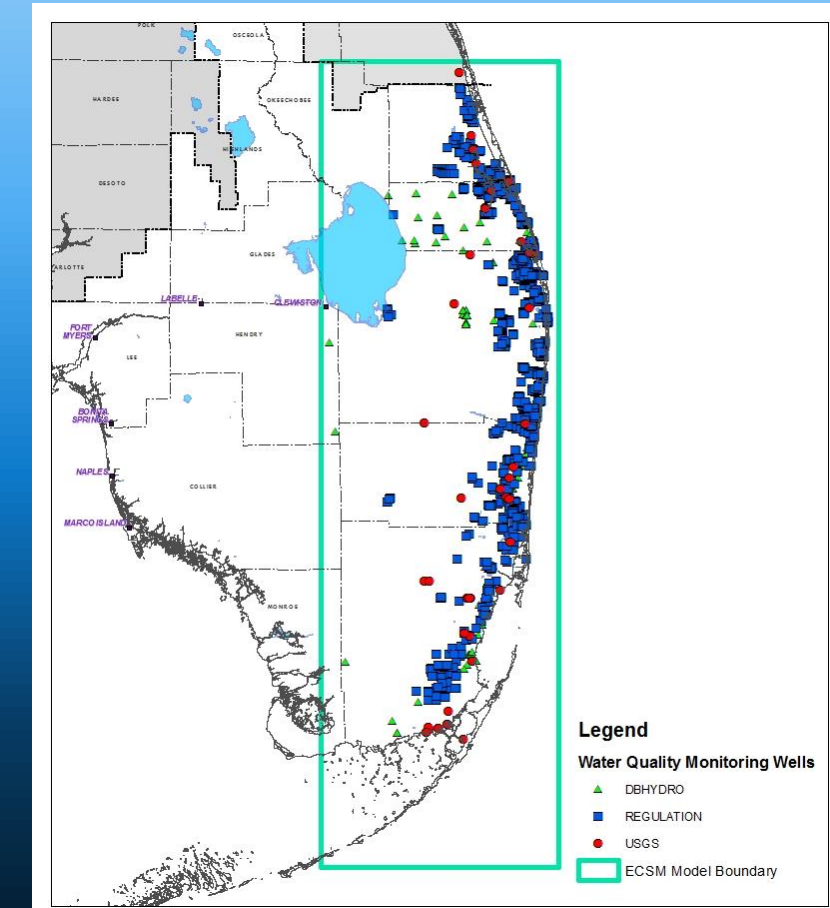 POLK
OSCEOLA
HARDEE
OKEECHOBEE
HIGHLANDS
DESOTO
GLADES
ARLOTTE
LABELLE
CLEWISTON
FORT
MYERS
HENDRY
LEE
BONITA
SPRINGS
NAPLES
COLLIER
MARCO ISLAND
MONROE
Legend
Water Quality Monitoring Wells
DBHYDRO
REGULATION
USGS
ECSM Model Boundary